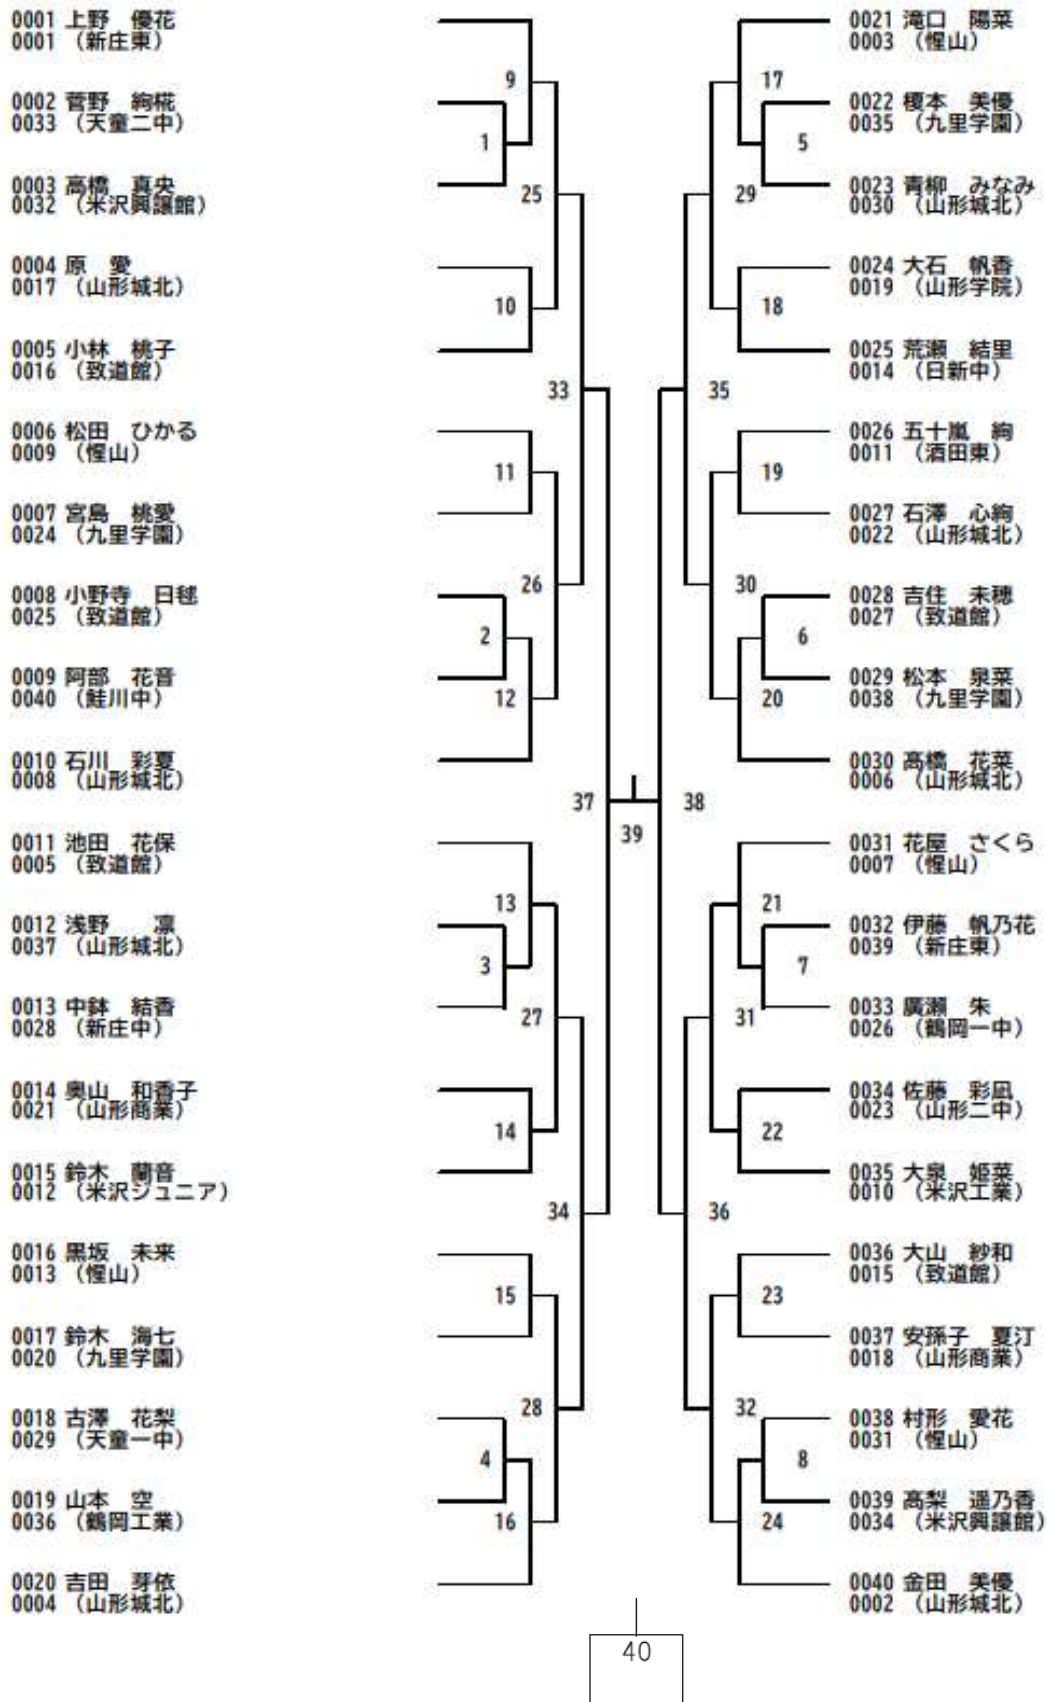 0001 上野　優花
0001 （新庄東）
0002 菅野　絢椛
0033 （天童二中）
0003 高橋　真央
0032 （米沢興譲館）
0004 原　愛
0017 （山形城北）
0005 小林　桃子
0016 （致道館）
0006 松田　ひかる
0009 （惺山）
0007 宮島　桃愛
0024 （九里学園）
0008 小野寺　日毬
0025 （致道館）
0009 阿部　花音
0040 （鮭川中）
0010 石川　彩夏
0008 （山形城北）
0011 池田　花保
0005 （致道館）
0012 浅野　　凛
0037 （山形城北）
0013 中鉢　結香
0028 （新庄中）
0014 奥山　和香子
0021 （山形商業）
0015 鈴木　蘭音
0012 （米沢ジュニア）
0016 黒坂　未来
0013 （惺山）
0017 鈴木　海七
0020 （九里学園）
0018 古澤　花梨
0029 （天童一中）
0019 山本　空
0036 （鶴岡工業）
0020 吉田　芽依
0004 （山形城北）
9
1
25
10
33
11
26
2
12
37
13
3
27
14
34
15
28
4
16
39
40
17
5
29
18
35
19
30
6
20
38
21
7
31
22
36
23
32
8
24
0021 滝口　陽菜
0003 （惺山）
0022 榎本　美優
0035 （九里学園）
0023 青柳　みなみ
0030 （山形城北）
0024 大石　帆香
0019 （山形学院）
0025 荒瀬　結里
0014 （日新中）
0026 五十嵐　絢
0011 （酒田東）
0027 石澤　心絢
0022 （山形城北）
0028 吉住　未穂
0027 （致道館）
0029 松本　泉菜
0038 （九里学園）
0030 髙橋　花菜
0006 （山形城北）
0031 花屋　さくら
0007 （惺山）
0032 伊藤　帆乃花
0039 （新庄東）
0033 廣瀬　朱
0026 （鶴岡一中）
0034 佐藤　彩凪
0023 （山形二中）
0035 大泉　姫菜
0010 （米沢工業）
0036 大山　紗和
0015 （致道館）
0037 安孫子　夏汀
0018 （山形商業）
0038 村形　愛花
0031 （惺山）
0039 髙梨　遥乃香
0034 （米沢興譲館）
0040 金田　美優
0002 （山形城北）